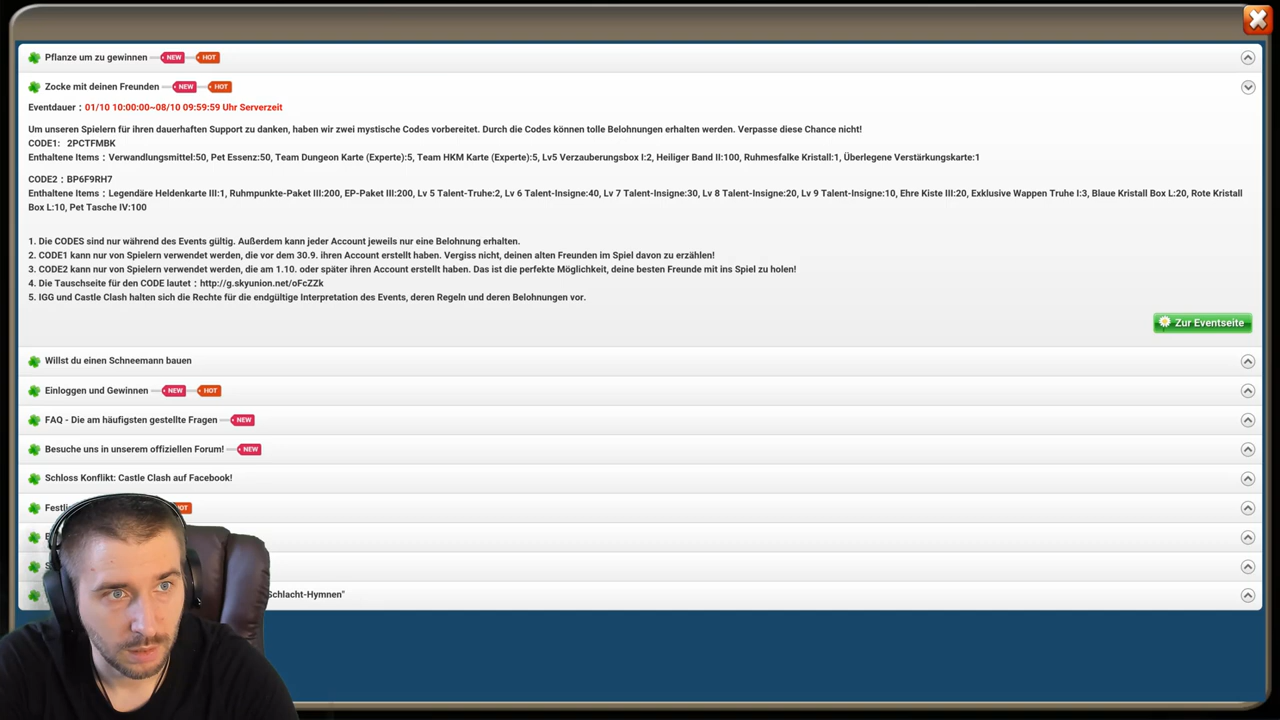 Pflanze um zu gewinnen NEW HOT
Zocke mit deinen Freunden NEW HOT
Eventdauer : 01/10 10:00:00~08/10 09:59:59 Uhr Serverzeit
Um unseren Spielern für ihren dauerhaften Support zu danken, haben wir zwei mystische Codes vorbereitet. Durch die Codes können tolle Belohnungen erhalten werden. Verpasse diese Chance nicht!
CODE1: 2PCTFMBK
Enthaltene Items : Verwandlungsmittel:50, Pet Essenz:50, Team Dungeon Karte (Experte):5, Team HKM Karte (Experte):5, Lv5 Verzauberungsbox I:2, Heiliger Band II:100, Ruhmesfalke Kristall:1, Überlegene Verstärkungskarte:1
CODE2 : BP6F9RH7
Enthaltene Items : Legendäre Heldenkarte III:1, Ruhmpunkte-Paket III:200, EP-Paket III:200, Lv 5 Talent-Truhe:2, Lv 6 Talent-Insigne:40, Lv 7 Talent-Insigne:30, Lv 8 Talent-Insigne:20, Lv 9 Talent-Insigne:10, Ehre Kiste III:20, Exklusive Wappen Truhe I:3, Blaue Kristall Box L:20, Rote Kristall
Box L:10, Pet Tasche IV:100
1. Die CODES sind nur während des Events gültig. Außerdem kann jeder Account jeweils nur eine Belohnung erhalten.
2. CODE1 kann nur von Spielern verwendet werden, die vor dem 30.9. ihren Account erstellt haben. Vergiss nicht, deinen alten Freunden im Spiel davon zu erzählen!
3. CODE2 kann nur von Spielern verwendet werden, die am 1.10. oder später ihren Account erstellt haben. Das ist die perfekte Möglichkeit, deine besten Freunde mit ins Spiel zu holen!
4. Die Tauschseite für den CODE lautet : http://g.skyunion.net/oFcZZk
5. IGG und Castle Clash halten sich die Rechte für die endgültige Interpretation des Events, deren Regeln und deren Belohnungen vor.
Zur Eventseite
Willst du einen Schneemann bauen
Einloggen und Gewinnen NEW HOT
FAQ - Die am häufigsten gestellte Fragen NEW
Besuche uns in unserem offiziellen Forum! NEW
Schloss Konflikt: Castle Clash auf Facebook!
HOT
Schlacht-Hymnen"